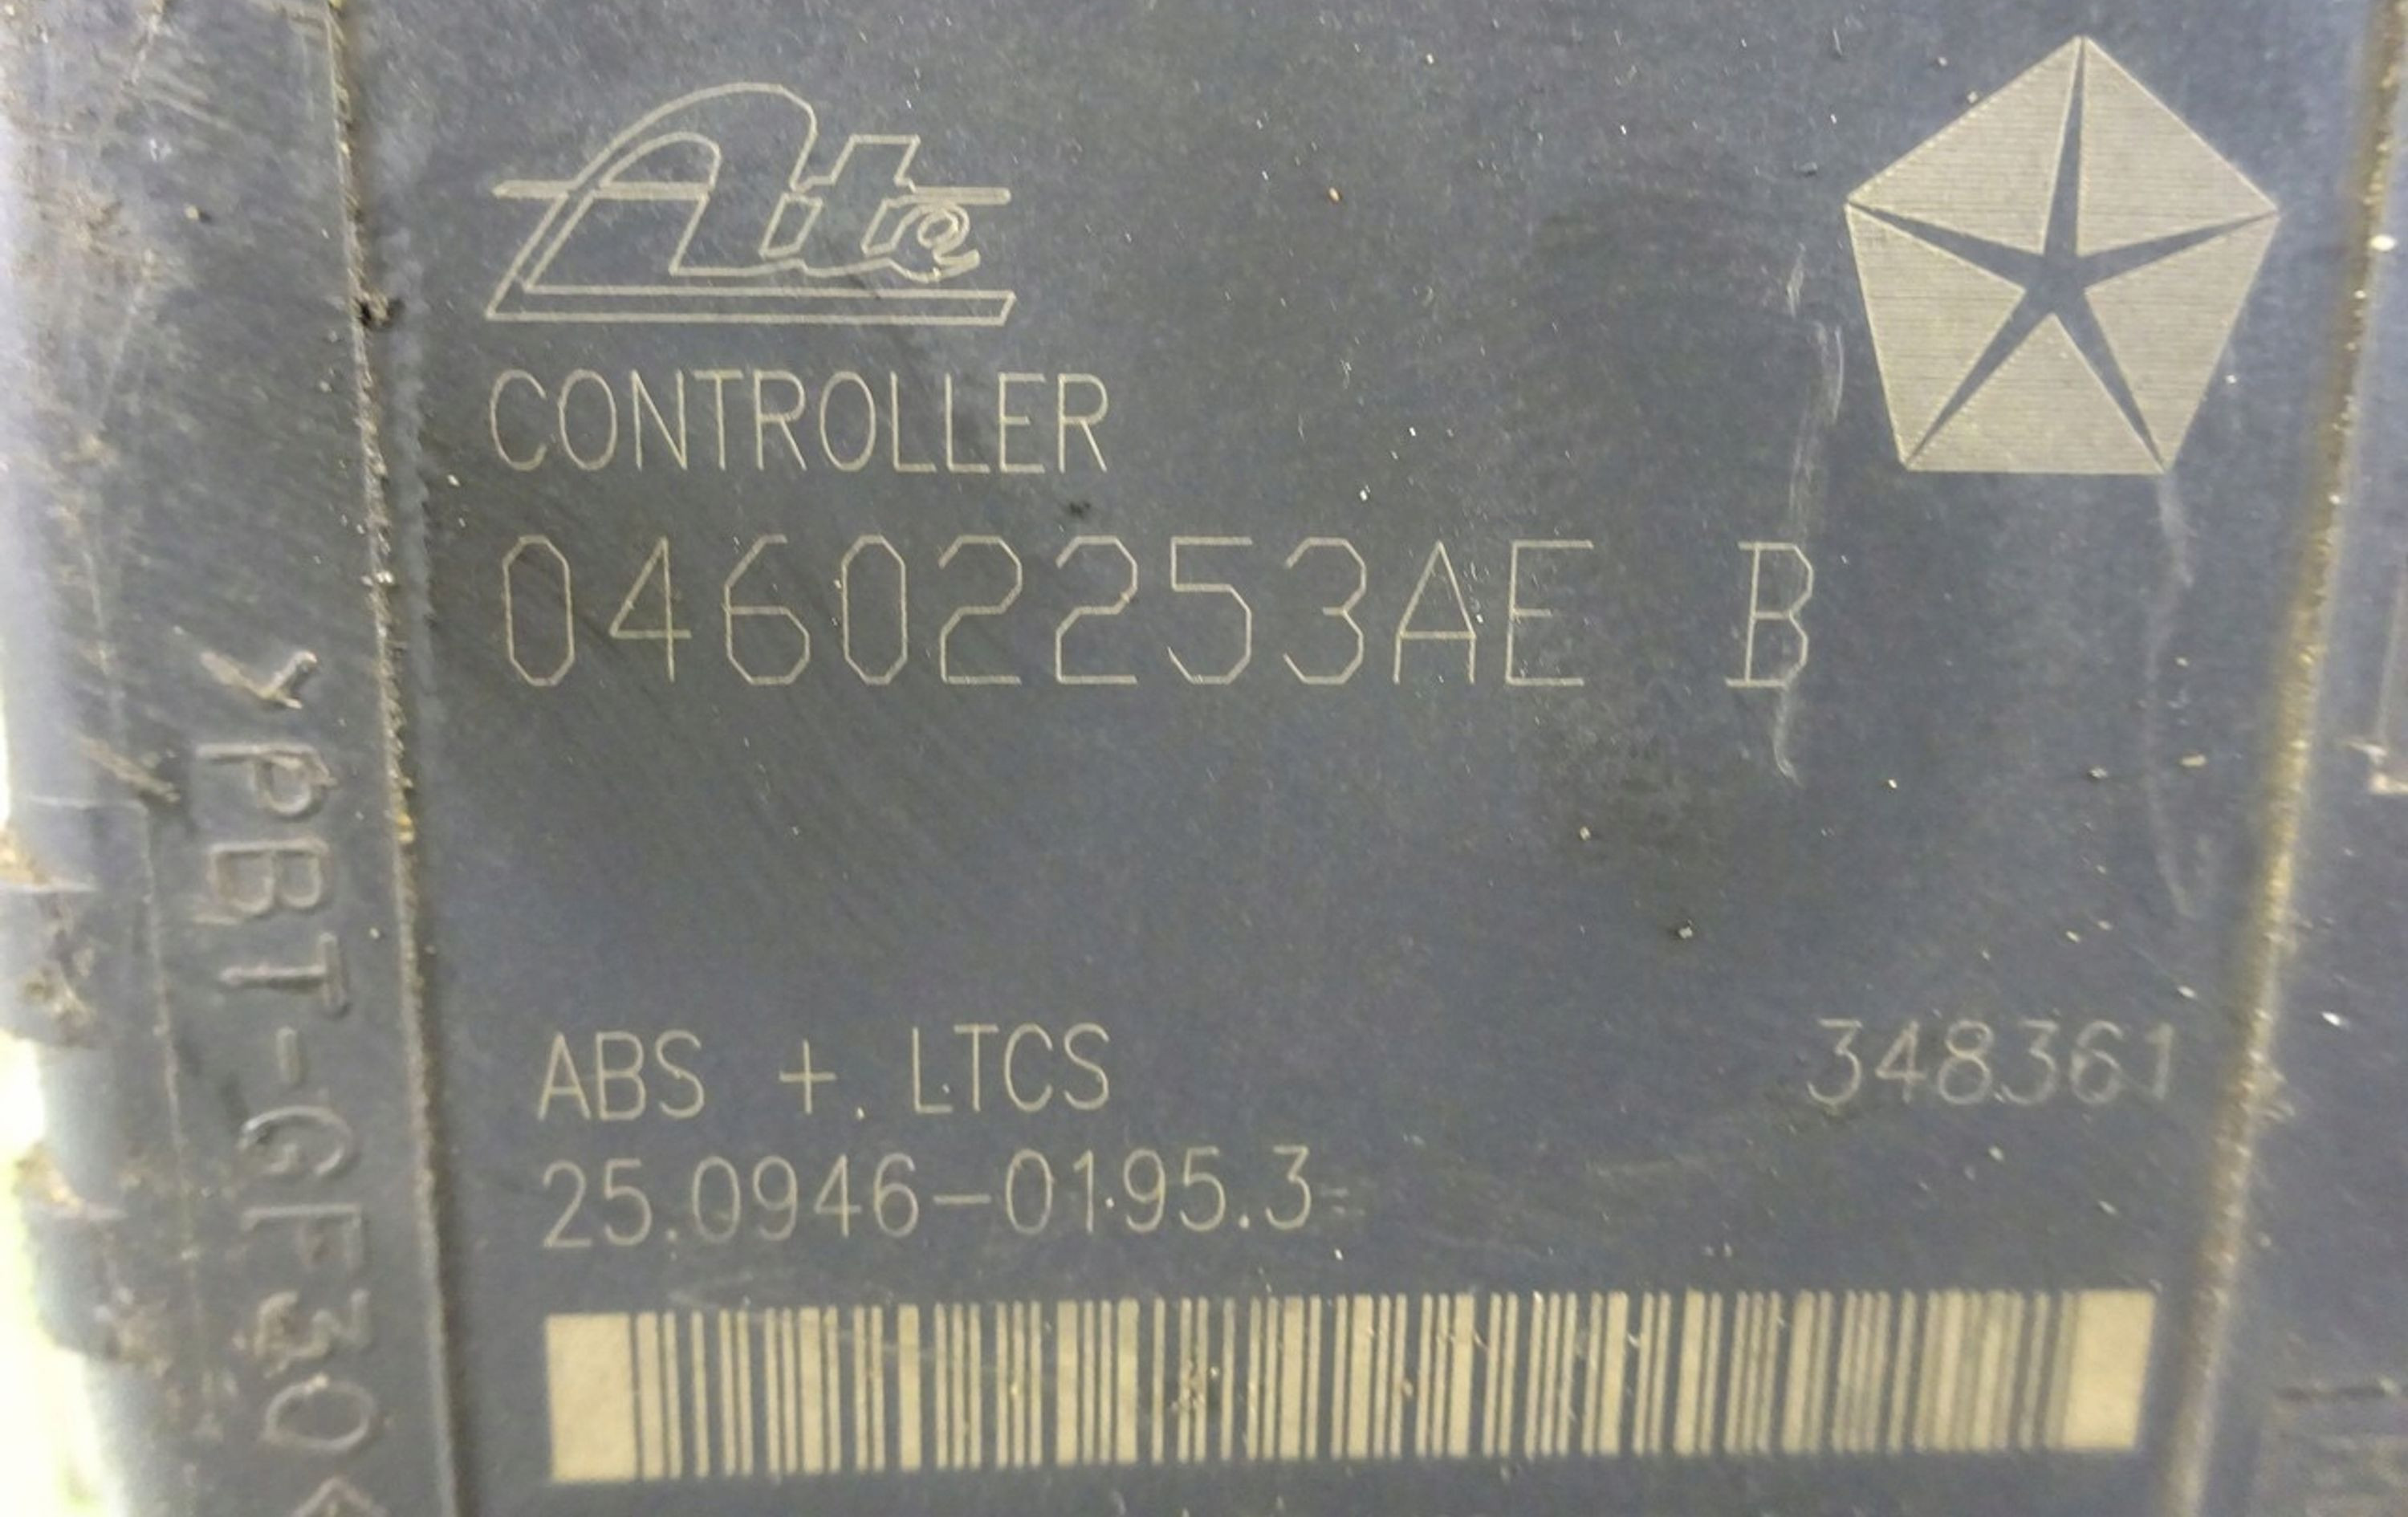 Ate
CONTROLLER
04602253AE B
ABS + LTCS 348361
25.0946-0195.3
>PBT-GF30<